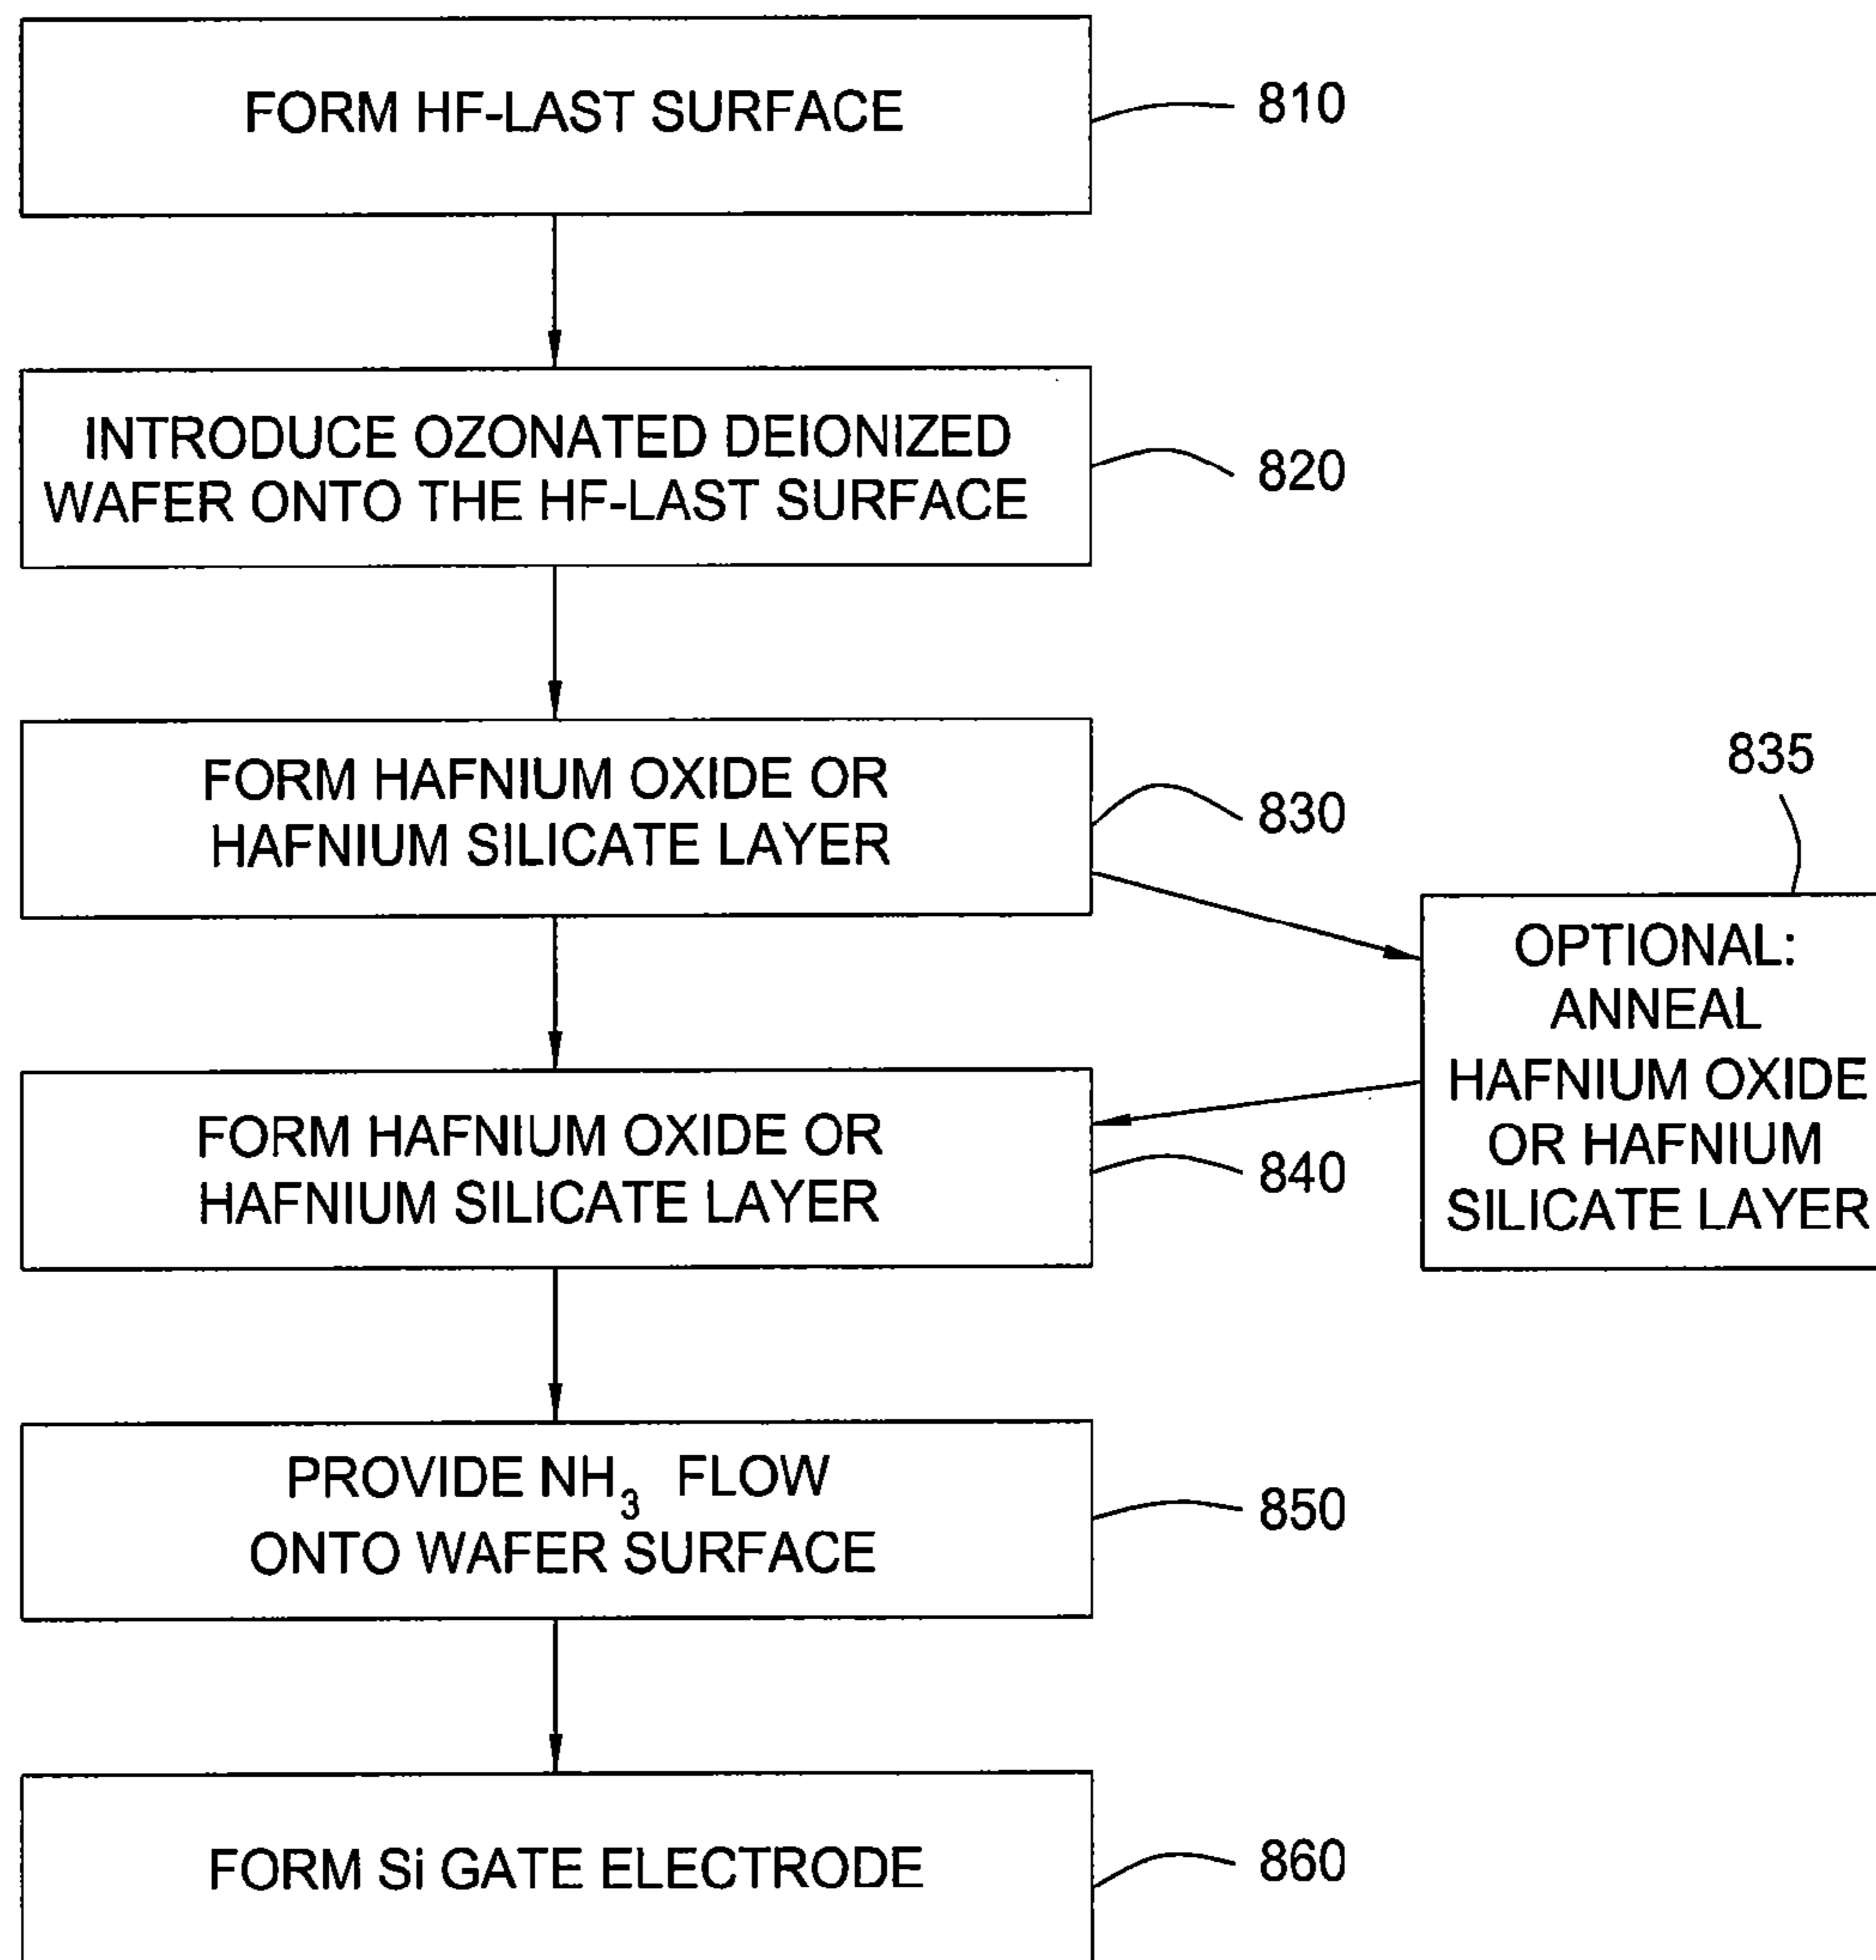 FORM HF-LAST SURFACE
810
INTRODUCE OZONATED DEIONIZED
WAFER ONTO THE HF-LAST SURFACE
820
FORM HAFNIUM OXIDE OR
HAFNIUM SILICATE LAYER
830
835
OPTIONAL:
ANNEAL
HAFNIUM OXIDE
OR HAFNIUM
SILICATE LAYER
FORM HAFNIUM OXIDE OR
HAFNIUM SILICATE LAYER
840
PROVIDE NH₃ FLOW
ONTO WAFER SURFACE
850
FORM Si GATE ELECTRODE
860